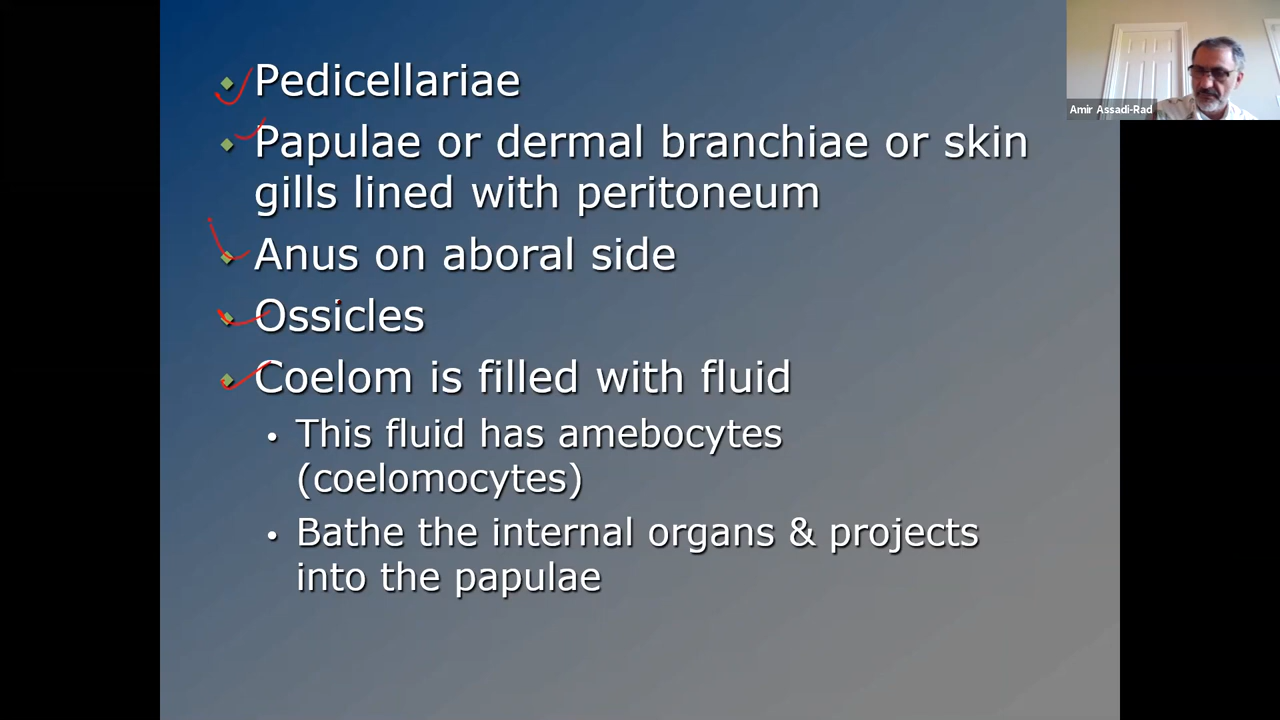 Pedicellariae
Papulae or dermal branchiae or skin
gills lined with peritoneum
Anus on aboral side
Ossicles
Coelom is filled with fluid
This fluid has amebocytes
(coelomocytes)
Bathe the internal organs & projects
into the papulae
Amir Assadi-Rad